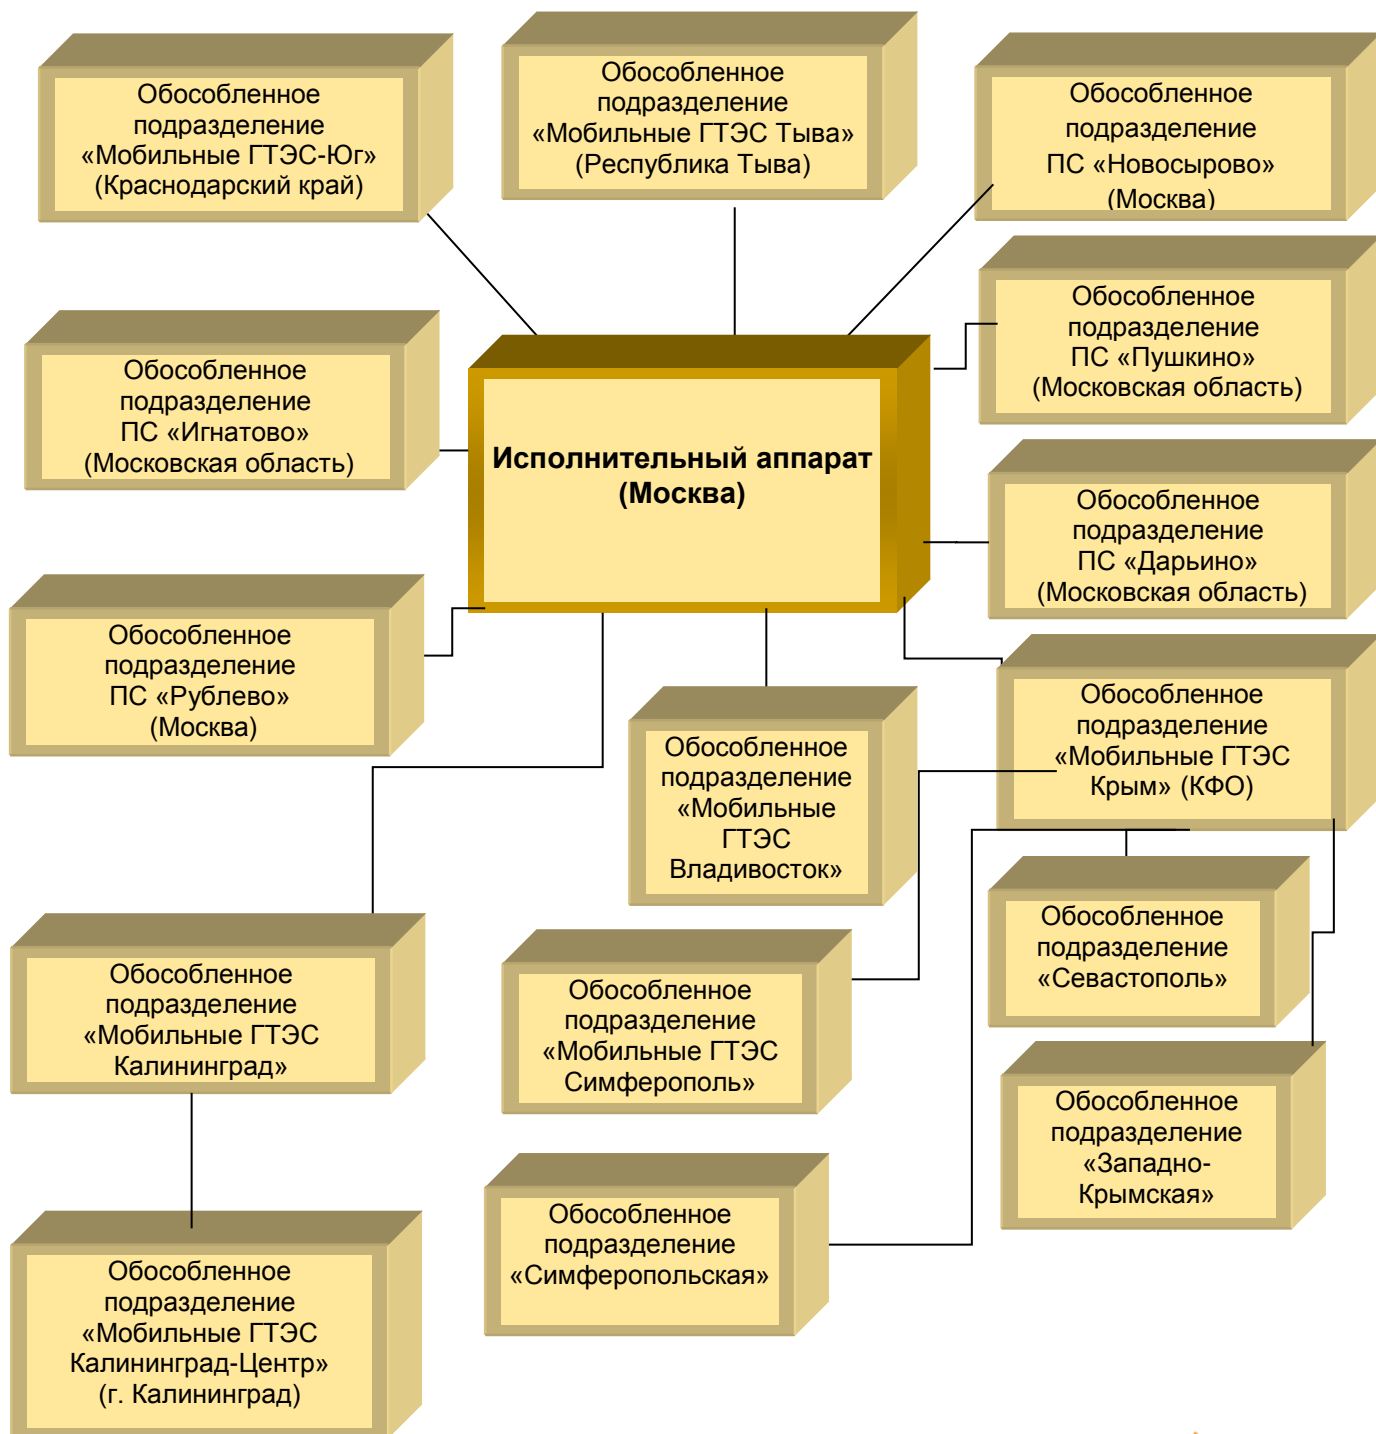 Обособленное
подразделение
«Мобильные ГТЭС-Юг»
(Краснодарский край)
Обособленное
подразделение
«Мобильные ГТЭС Тыва»
(Республика Тыва)
Обособленное
подразделение
ПС «Новосырово»
(Москва)
Обособленное
подразделение
ПС «Пушкино»
(Московская область)
Обособленное
подразделение
ПС «Игнатово»
(Московская область)
Исполнительный аппарат
(Москва)
Обособленное
подразделение
ПС «Дарьино»
(Московская область)
Обособленное
подразделение
ПС «Рублево»
(Москва)
Обособленное
подразделение
«Мобильные ГТЭС
Крым» (КФО)
Обособленное
подразделение
«Мобильные
ГТЭС
Владивосток»
Обособленное
подразделение
«Севастополь»
Обособленное
подразделение
«Мобильные ГТЭС
Калининград»
Обособленное
подразделение
«Мобильные ГТЭС
Симферополь»
Обособленное
подразделение
«Западно-
Крымская»
Обособленное
подразделение
«Симферопольская»
Обособленное
подразделение
«Мобильные ГТЭС
Калининград-Центр»
(г. Калининград)